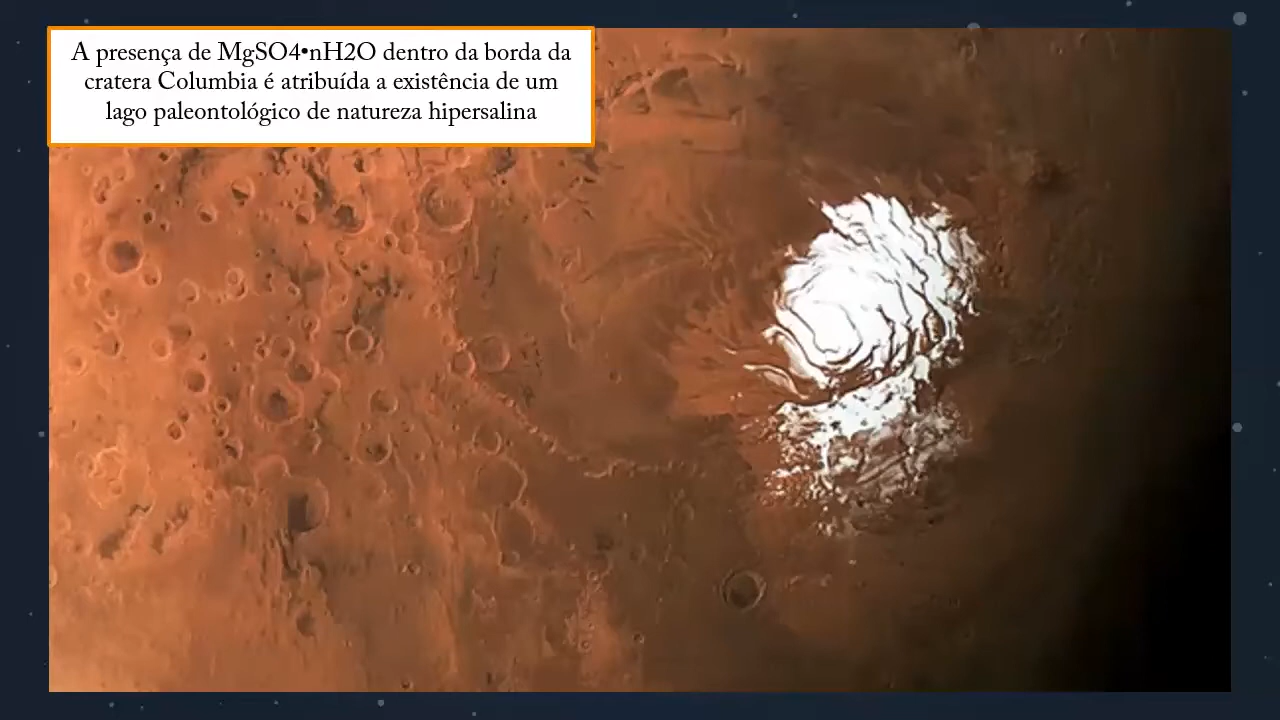 A presença de MgSO4•nH2O dentro da borda da
cratera Columbia é atribuída a existência de um
lago paleontológico de natureza hipersalina